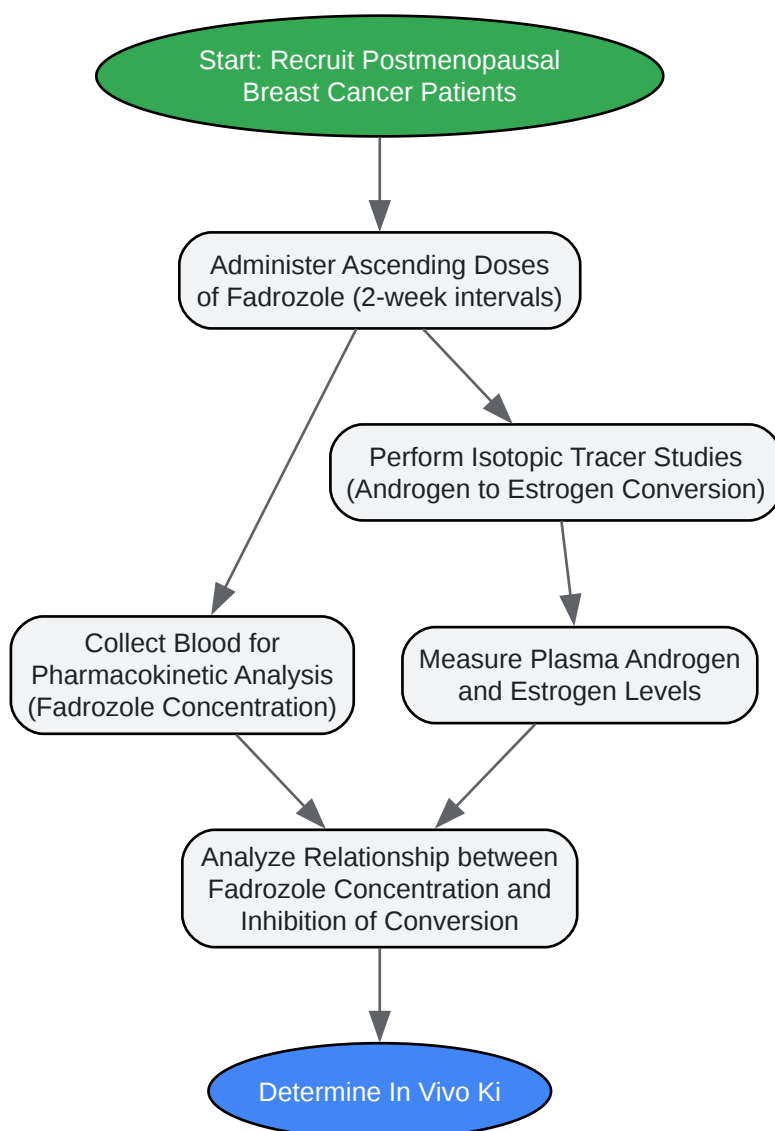 Start: Recruit Postmenopausal
Breast Cancer Patients
Administer Ascending Doses
of Fadrozole (2-week intervals)
Perform Isotopic Tracer Studies
(Androgen to Estrogen Conversion)
Collect Blood for
Pharmacokinetic Analysis
(Fadrozole Concentration)
Measure Plasma Androgen
and Estrogen Levels
Analyze Relationship between
Fadrozole Concentration and
Inhibition of Conversion
Determine In Vivo Ki